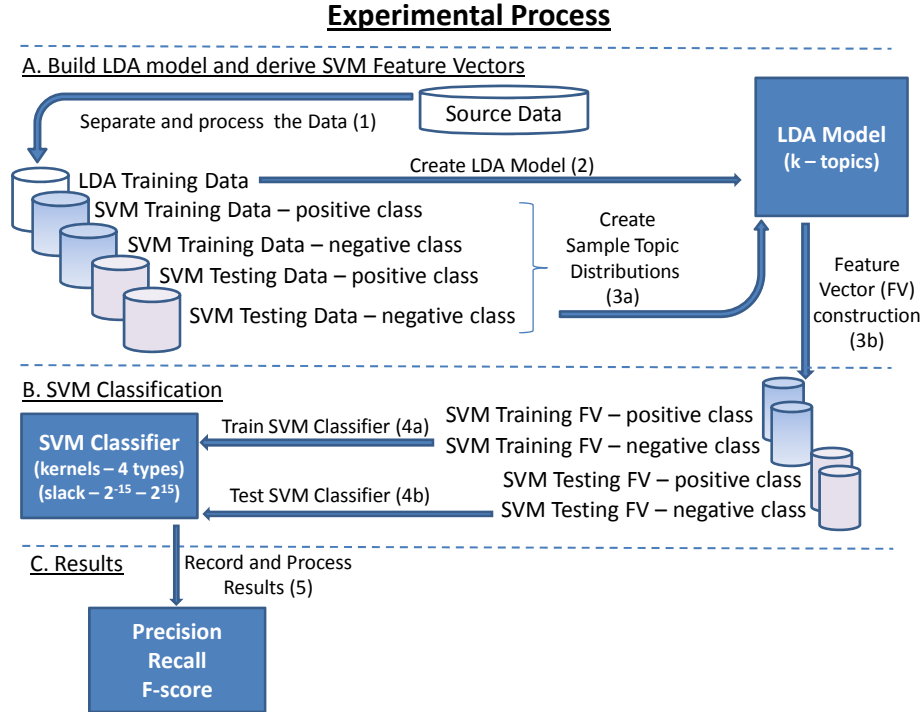 Experimental Process
A. Build LDA model and derive SVM Feature Vectors
Source Data
Separate and process the Data (1)
LDA Model
(k – topics)
LDA Training Data
Create LDA Model (2)
SVM Training Data – positive class
SVM Training Data – negative class
SVM Testing Data – positive class
SVM Testing Data – negative class
Create
Sample Topic
Distributions
(3a)
Feature
Vector (FV)
construction
(3b)
B. SVM Classification
SVM Classifier
(kernels – 4 types)
(slack – 2⁻¹⁵ – 2¹⁵)
Train SVM Classifier (4a)
Test SVM Classifier (4b)
SVM Training FV – positive class
SVM Training FV – negative class
SVM Testing FV – positive class
SVM Testing FV – negative class
C. Results
Record and Process
Results (5)
Precision
Recall
F-score